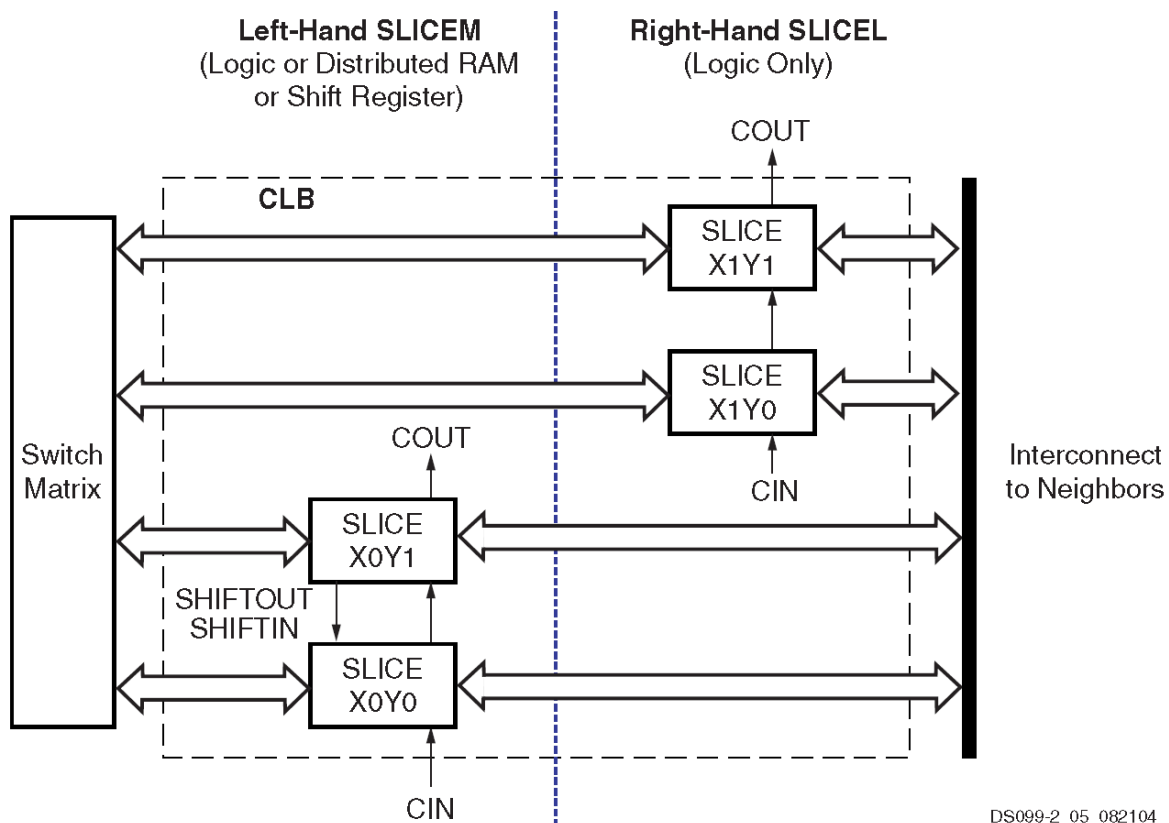 Left-Hand SLICEM
(Logic or Distributed RAM
or Shift Register)
Right-Hand SLICEL
(Logic Only)
COUT
CLB
SLICE
X1Y1
SLICE
X1Y0
COUT
CIN
Switch
Matrix
Interconnect
to Neighbors
SLICE
X0Y1
SHIFTOUT
SHIFTIN
SLICE
X0Y0
CIN
DS099-2_05_082104